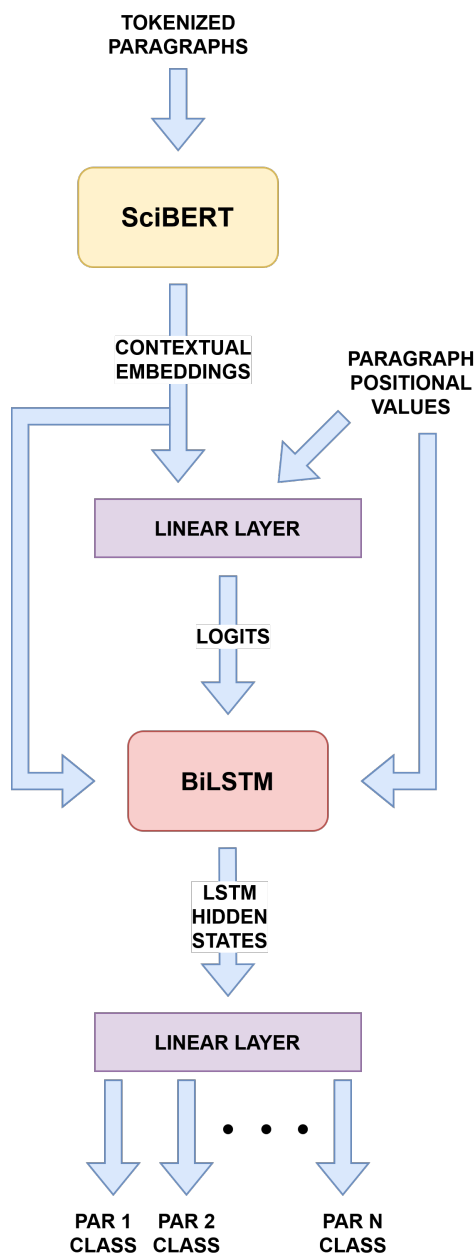 TOKENIZED
PARAGRAPHS
SciBERT
CONTEXTUAL
EMBEDDINGS
PARAGRAPH
POSITIONAL
VALUES
LINEAR LAYER
LOGITS
BiLSTM
LSTM
HIDDEN
STATES
LINEAR LAYER
PAR 1
CLASS
PAR 2
CLASS
PAR N
CLASS